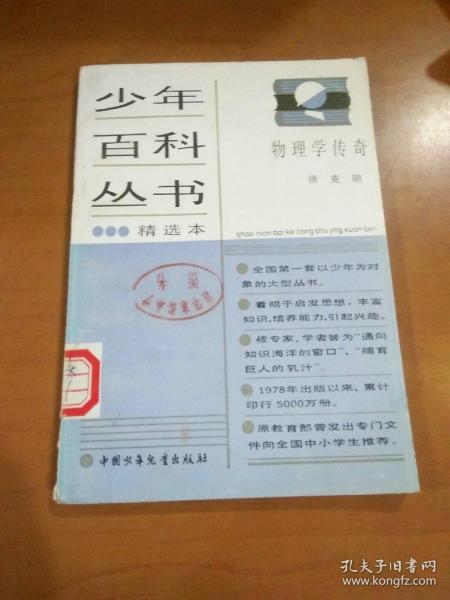 少年
百科
丛书
精选本
物理学传奇
徐克明
shao nian bai ke cong shu jing xuan ben
全国第一套以少年为对
象的大型丛书。
着眼于启发思想，丰富
知识，培养能力，引起兴趣。
被专家、学者誉为“通向
知识海洋的窗口”，“哺育
巨人的乳汁”。
1978年出版以来，累计
印行5000万册。
原教育部曾发出专门文
件向全国中小学生推荐。
中国少年儿童出版社
孔夫子旧书网
www.kongfz.com